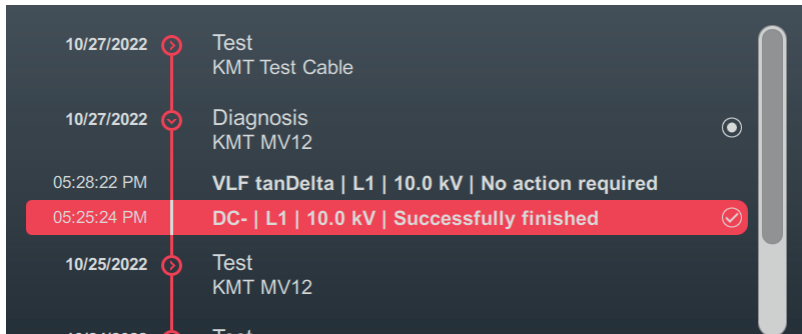 10/27/2022 Test
KMT Test Cable
10/27/2022 Diagnosis
KMT MV12
05:28:22 PM VLF tanDelta | L1 | 10.0 kV | No action required
05:25:24 PM DC- | L1 | 10.0 kV | Successfully finished
10/25/2022 Test
KMT MV12
Test